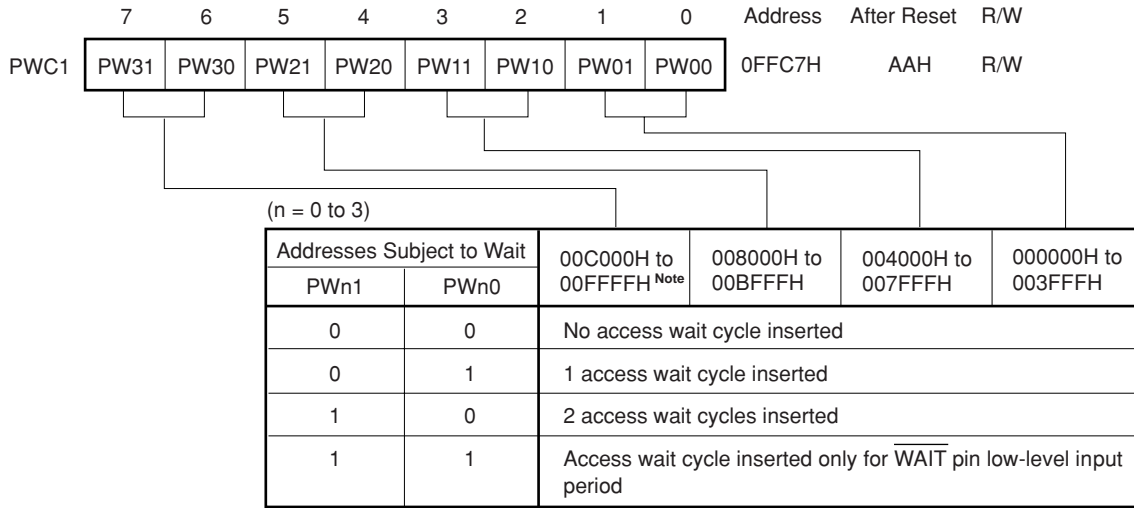 7 6 5 4 3 2 1 0 Address After Reset R/W
PWC1 PW31 PW30 PW21 PW20 PW11 PW10 PW01 PW00 0FFC7H AAH R/W
(n = 0 to 3)
Addresses Subject to Wait
PWn1 PWn0
00C000H to
00FFFFH Note
008000H to
00BFFFH
004000H to
007FFFH
000000H to
003FFFH
0 0 No access wait cycle inserted
0 1 1 access wait cycle inserted
1 0 2 access wait cycles inserted
1 1 Access wait cycle inserted only for WAIT pin low-level input
period